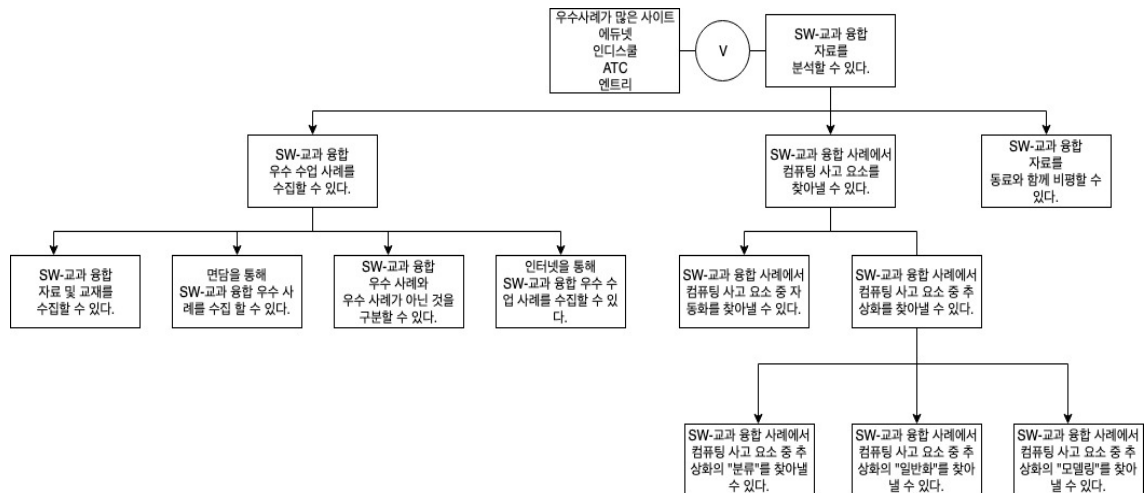 우수사례가 많은 사이트
에듀넷
인디스쿨
ATC
엔트리
V
SW-교과 융합
자료를
분석할 수 있다.
SW-교과 융합
우수 수업 사례를
수집할 수 있다.
SW-교과 융합 사례에서
컴퓨팅 사고 요소를
찾아낼 수 있다.
SW-교과 융합
자료를
동료와 함께 비평할 수
있다.
SW-교과 융합
자료 및 교재를
수집할 수 있다.
면담을 통해
SW-교과 융합 우수 사
례를 수집 할 수 있다.
SW-교과 융합
우수 사례와
우수 사례가 아닌 것을
구분할 수 있다.
인터넷을 통해
SW-교과 융합 우수 수
업 사례를 수집할 수 있
다.
SW-교과 융합 사례에서
컴퓨팅 사고 요소 중 자
동화를 찾아낼 수 있다.
SW-교과 융합 사례에서
컴퓨팅 사고 요소 중 추
상화를 찾아낼 수 있다.
SW-교과 융합 사례에서
컴퓨팅 사고 요소 중 추
상화의 "분류"를 찾아낼
수 있다.
SW-교과 융합 사례에서
컴퓨팅 사고 요소 중 추
상화의 "일반화"를 찾아
낼 수 있다.
SW-교과 융합 사례에서
컴퓨팅 사고 요소 중 추
상화의 "모델링"를 찾아
낼 수 있다.